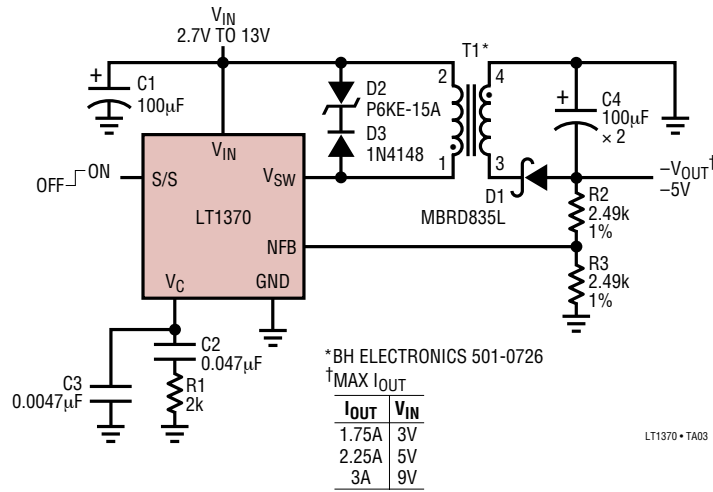 VIN
2.7V TO 13V
T1*
+
C1
100µF
D2
P6KE-15A
D3
1N4148
2
1
4
3
+
C4
100µF
× 2
VIN
OFF
ON
S/S
VSW
LT1370
NFB
VC
GND
D1
MBRD835L
–VOUT†
–5V
R2
2.49k
1%
R3
2.49k
1%
C2
0.047µF
C3
0.0047µF
R1
2k
*BH ELECTRONICS 501-0726
†MAX IOUT
IOUT VIN
1.75A 3V
2.25A 5V
3A 9V
LT1370 • TA03